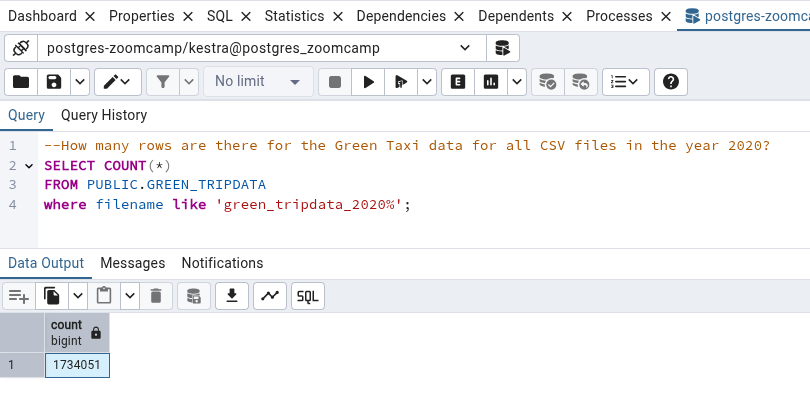 Dashboard Properties SQL Statistics Dependencies Dependents Processes postgres-zoomc
postgres-zoomcamp/kestra@postgres_zoomcamp
No limit E
Query Query History
1 --How many rows are there for the Green Taxi data for all CSV files in the year 2020?
2 SELECT COUNT(*)
3 FROM PUBLIC.GREEN_TRIPDATA
4 where filename like 'green_tripdata_2020%';
Data Output Messages Notifications
SQL
count
bigint
1 1734051